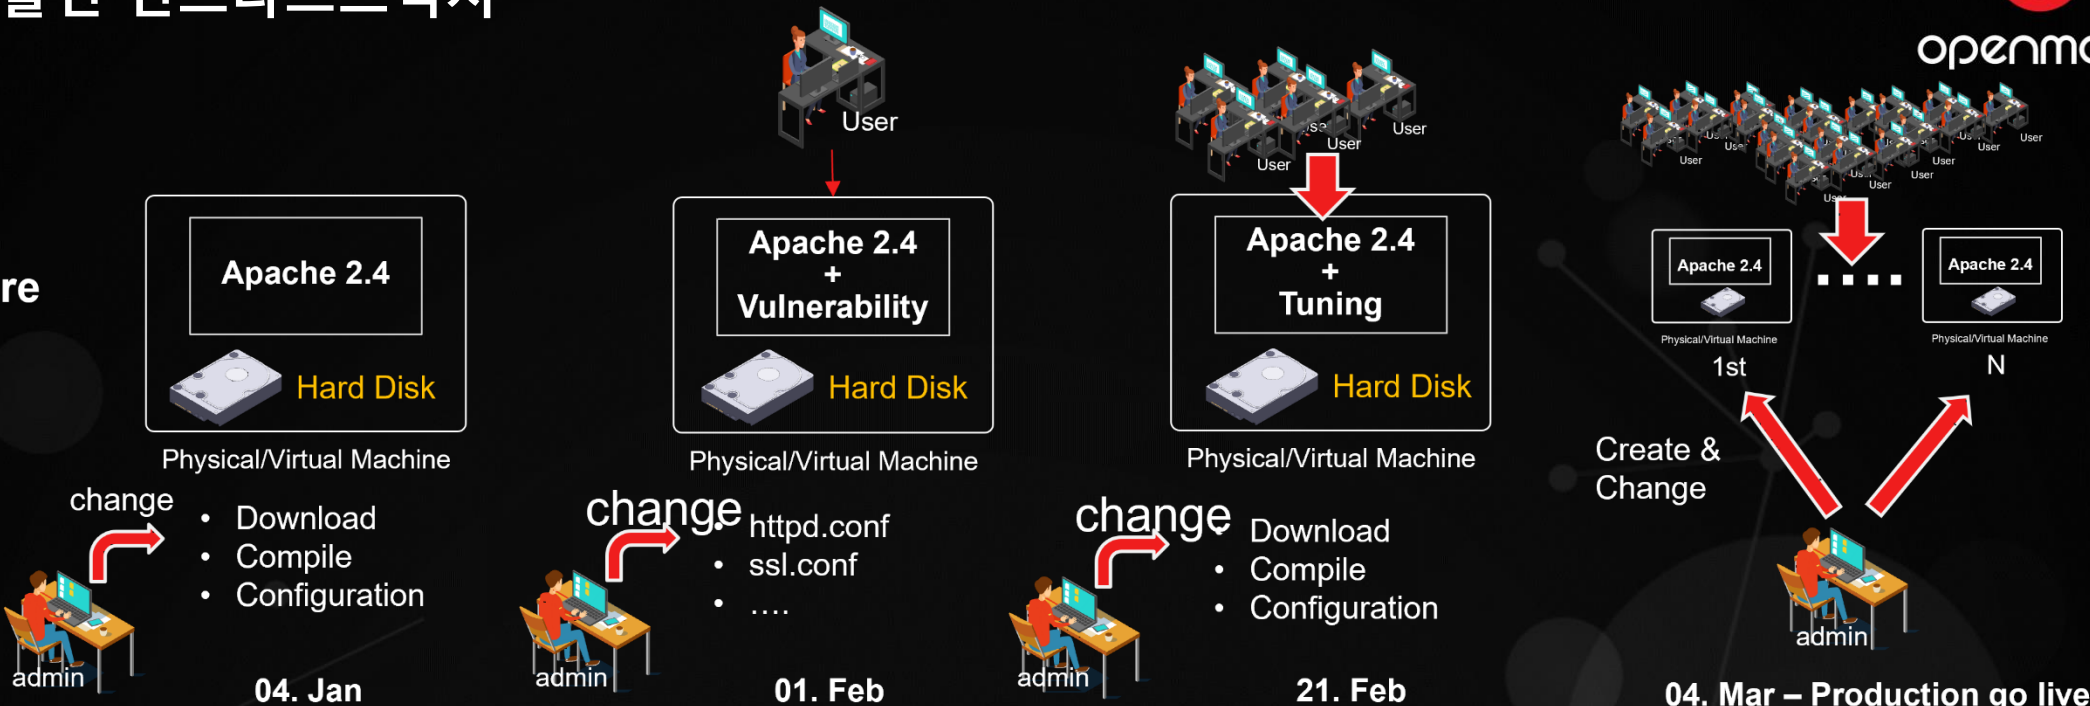 openm
User
User
User
User
User
User
User
User
User
User
User
re
Apache 2.4
Hard Disk
Physical/Virtual Machine
change
• Download
• Compile
• Configuration
admin
04. Jan
Apache 2.4
+
Vulnerability
Hard Disk
Physical/Virtual Machine
change
• httpd.conf
• ssl.conf
• ....
admin
01. Feb
Apache 2.4
+
Tuning
Hard Disk
Physical/Virtual Machine
change
• Download
• Compile
• Configuration
admin
21. Feb
Apache 2.4
Physical/Virtual Machine
1st
Apache 2.4
Physical/Virtual Machine
N
Create &
Change
admin
04. Mar – Production go live